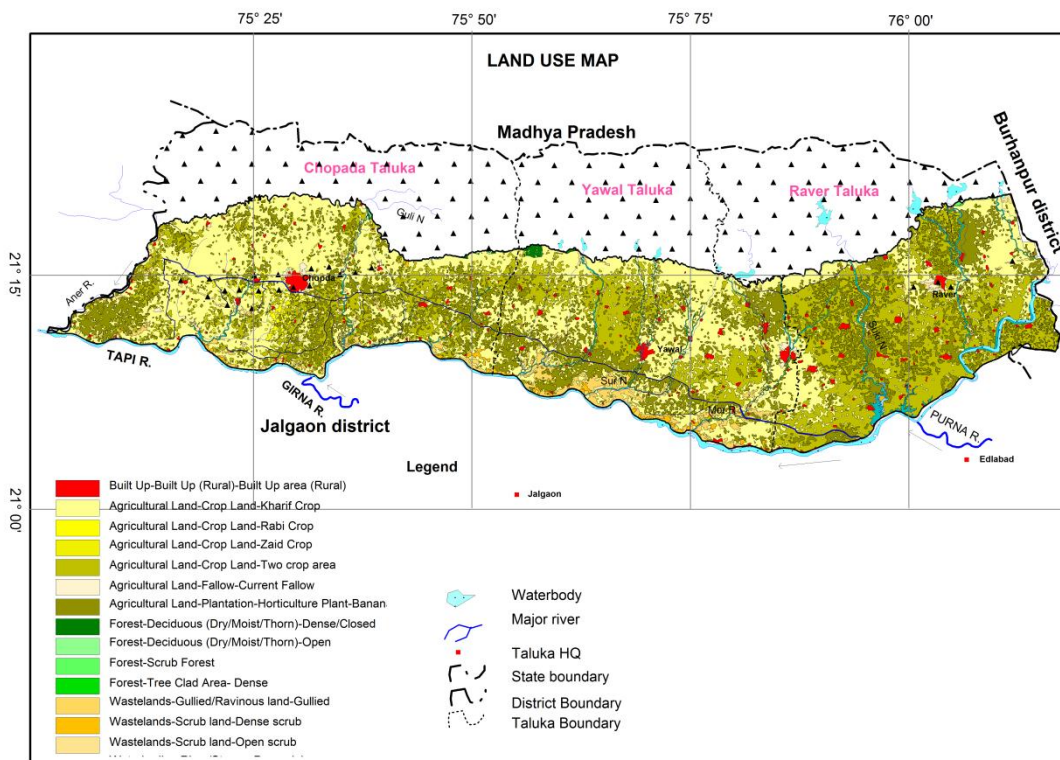 75° 25' 75° 50' 75° 75' 76° 00'
LAND USE MAP
Madhya Pradesh
Burhanpur district
Chopada Taluka
Yawal Taluka
Raver Taluka
Guli N
21° 15'
Aner R.
Chopda
Raver
Suki N.
TAPI R.
Yawal
Sur N
GIRNA R.
Mor R
PURNA R.
Jalgaon district
Edlabad
Jalgaon
21° 00'
Legend
Built Up-Built Up (Rural)-Built Up area (Rural)
Agricultural Land-Crop Land-Kharif Crop
Agricultural Land-Crop Land-Rabi Crop
Agricultural Land-Crop Land-Zaid Crop
Agricultural Land-Crop Land-Two crop area
Agricultural Land-Fallow-Current Fallow
Agricultural Land-Plantation-Horticulture Plant-Banana
Forest-Deciduous (Dry/Moist/Thorn)-Dense/Closed
Forest-Deciduous (Dry/Moist/Thorn)-Open
Forest-Scrub Forest
Forest-Tree Clad Area- Dense
Wastelands-Gullied/Ravinous land-Gullied
Wastelands-Scrub land-Dense scrub
Wastelands-Scrub land-Open scrub
Waterbody
Major river
Taluka HQ
State boundary
District Boundary
Taluka Boundary